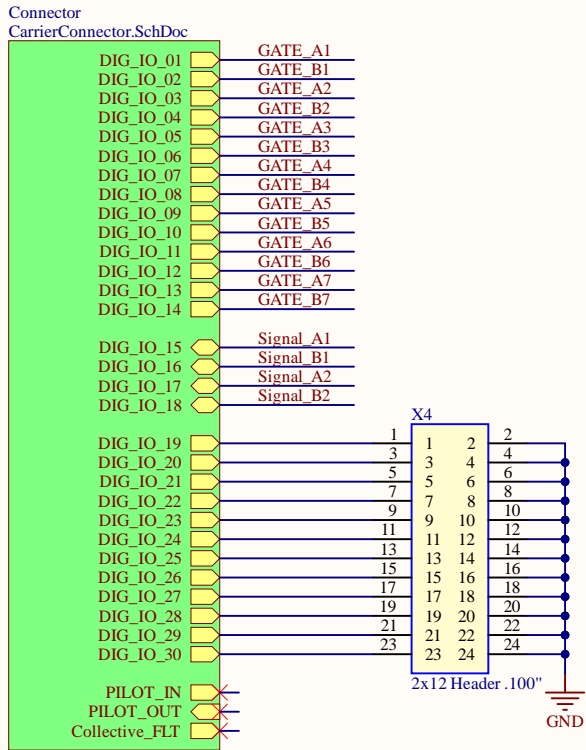 Connector
CarrierConnector.SchDoc
DIG_IO_01 GATE_A1
DIG_IO_02 GATE_B1
DIG_IO_03 GATE_A2
DIG_IO_04 GATE_B2
DIG_IO_05 GATE_A3
DIG_IO_06 GATE_B3
DIG_IO_07 GATE_A4
DIG_IO_08 GATE_B4
DIG_IO_09 GATE_A5
DIG_IO_10 GATE_B5
DIG_IO_11 GATE_A6
DIG_IO_12 GATE_B6
DIG_IO_13 GATE_A7
DIG_IO_14 GATE_B7
DIG_IO_15 Signal_A1
DIG_IO_16 Signal_B1
DIG_IO_17 Signal_A2
DIG_IO_18 Signal_B2
X4
DIG_IO_19 1 1 2 2
DIG_IO_20 3 3 4 4
DIG_IO_21 5 5 6 6
DIG_IO_22 7 7 8 8
DIG_IO_23 9 9 10 10
DIG_IO_24 11 11 12 12
DIG_IO_25 13 13 14 14
DIG_IO_26 15 15 16 16
DIG_IO_27 17 17 18 18
DIG_IO_28 19 19 20 20
DIG_IO_29 21 21 22 22
DIG_IO_30 23 23 24 24
2x12 Header .100"
PILOT_IN
PILOT_OUT
Collective_FLT
GND